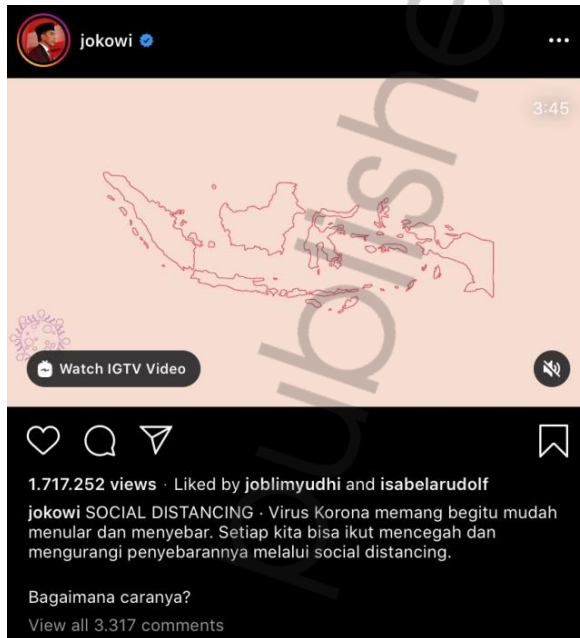 jokowi
3:45
Watch IGTV Video
1.717.252 views · Liked by joblimyudhi and isabelarudolf
jokowi SOCIAL DISTANCING · Virus Korona memang begitu mudah
menular dan menyebar. Setiap kita bisa ikut mencegah dan
mengurangi penyebarannya melalui social distancing.
Bagaimana caranya?
View all 3.317 comments
publishe